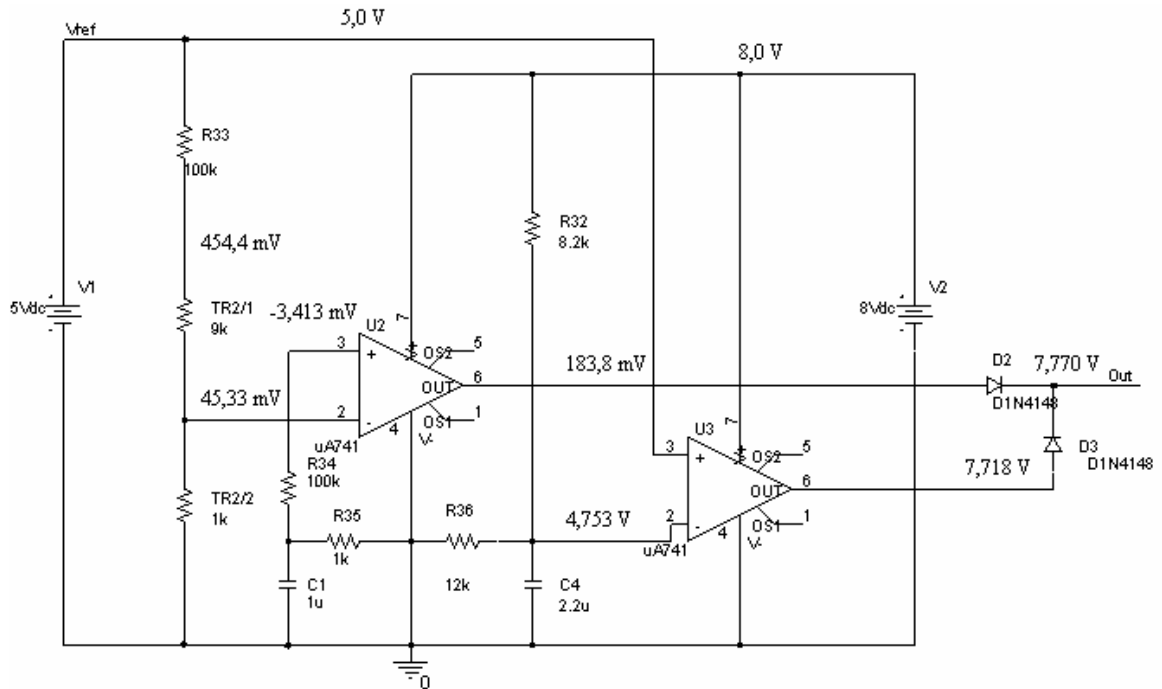 5,0 V
Vref
8,0 V
R33
100k
R32
8.2k
454,4 mV
V1
5Vdc
V2
8Vdc
TR2/1
9k
-3,413 mV
U2
7
3
+
OS2
5
183,8 mV
OUT
6
D2
7,770 V
Out
D1N4148
45,33 mV
2
-
OS1
1
4
V-
uA741
U3
7
3
+
OS2
5
D3
D1N4148
R34
100k
7,718 V
OUT
6
TR2/2
1k
R35
1k
R36
12k
4,753 V
2
-
OS1
1
4
V-
uA741
C1
1u
C4
2.2u
0